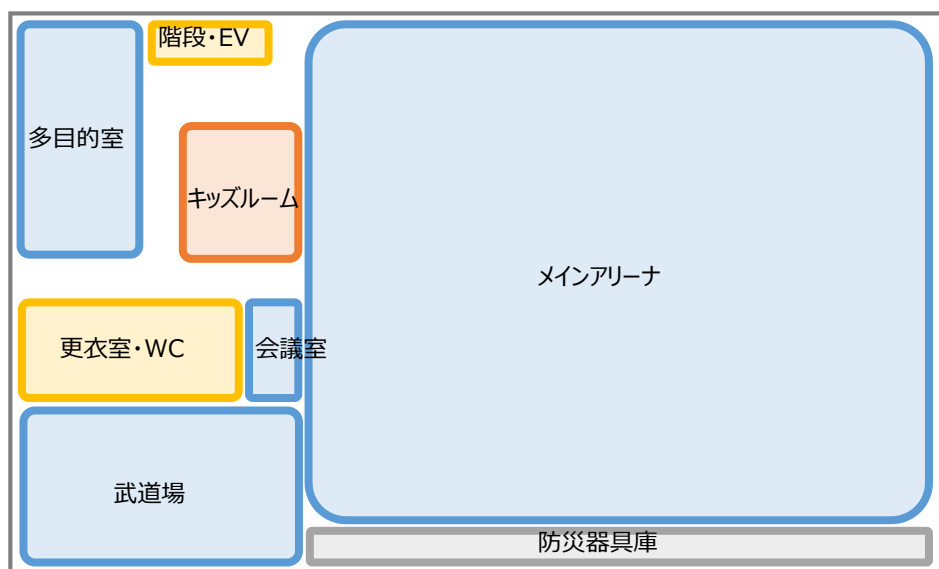 階段・EV
多目的室
キッズルーム
メインアリーナ
更衣室・WC
会議室
武道場
防災器具庫